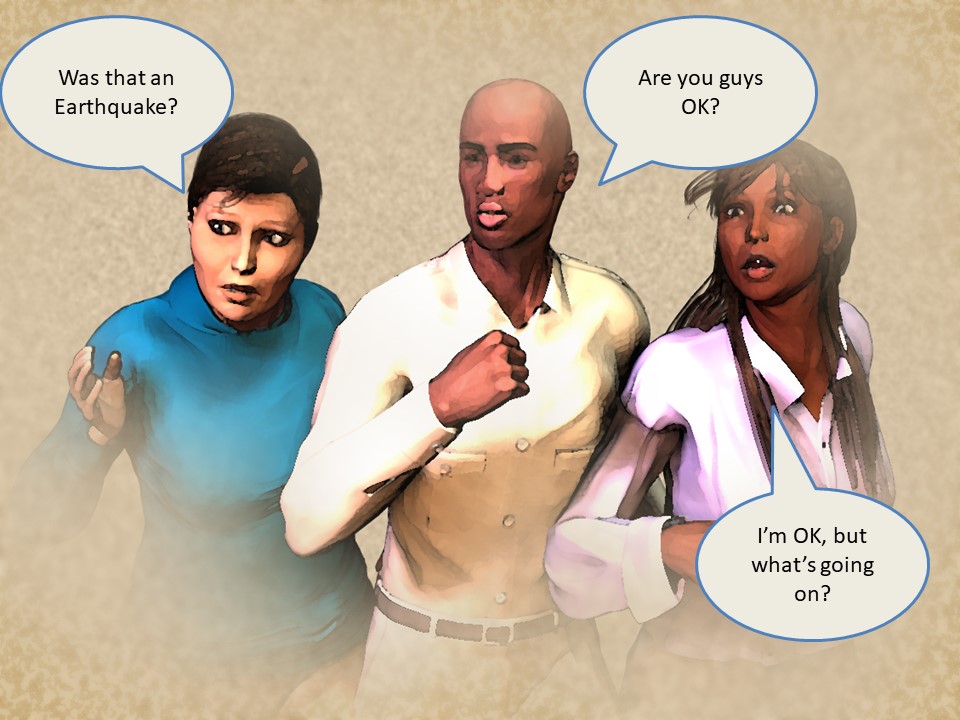 Was that an
Earthquake?
Are you guys
OK?
I’m OK, but
what’s going
on?